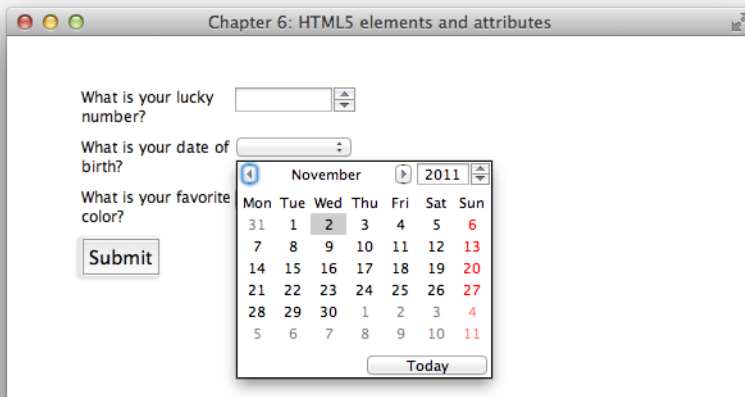 Chapter 6: HTML5 elements and attributes
What is your lucky
number?
What is your date of
birth?
What is your favorite
color?
Submit
November 2011
Mon Tue Wed Thu Fri Sat Sun
31 1 2 3 4 5 6
7 8 9 10 11 12 13
14 15 16 17 18 19 20
21 22 23 24 25 26 27
28 29 30 1 2 3 4
5 6 7 8 9 10 11
Today